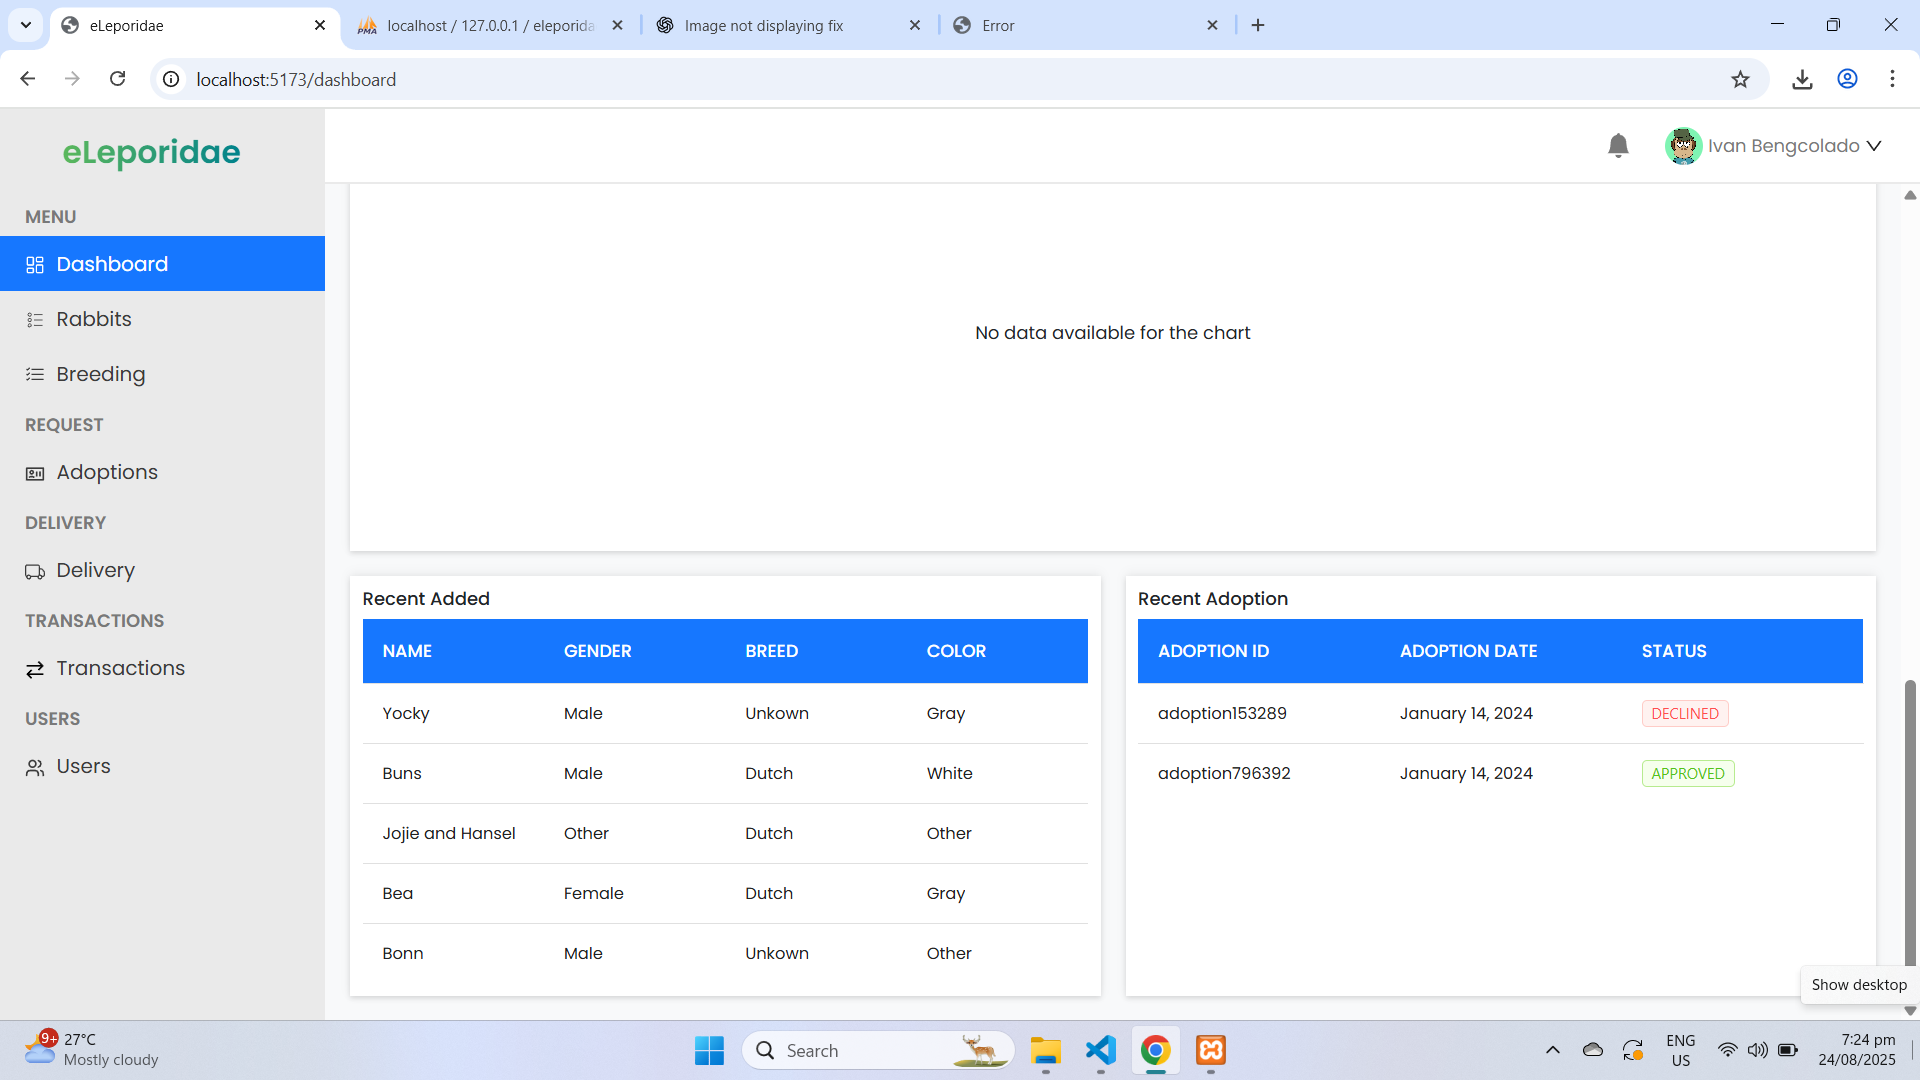 eLeporidae
localhost / 127.0.0.1 / eleporida
Image not displaying fix
Error
localhost:5173/dashboard
eLeporidae
Ivan Bengcolado
MENU
Dashboard
Rabbits
Breeding
REQUEST
Adoptions
DELIVERY
Delivery
TRANSACTIONS
Transactions
USERS
Users
No data available for the chart
Recent Added
NAME GENDER BREED COLOR
Yocky Male Unkown Gray
Buns Male Dutch White
Jojie and Hansel Other Dutch Other
Bea Female Dutch Gray
Bonn Male Unkown Other
Recent Adoption
ADOPTION ID ADOPTION DATE STATUS
adoption153289 January 14, 2024 DECLINED
adoption796392 January 14, 2024 APPROVED
Show desktop
9+
27°C
Mostly cloudy
Search
ENG
US
7:24 pm
24/08/2025